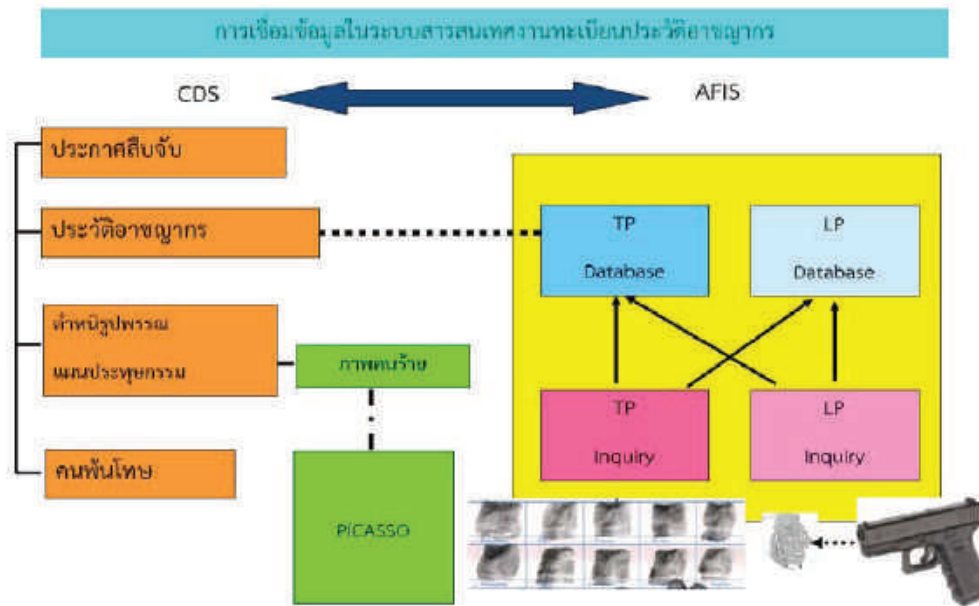 การเชื่อมข้อมูลในระบบสารสนเทศงานทะเบียนประวัติอาชญากร
CDS
AFIS
ประกาศสืบจับ
ประวัติอาชญากร
ตำหนิรูปพรรณ
แผนประทุษกรรม
ภาพคนร้าย
คนพ้นโทษ
PICASSO
TP
Database
LP
Database
TP
Inquiry
LP
Inquiry